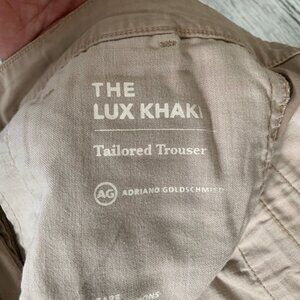 THE
LUX KHAKI
Tailored Trouser
AG ADRIANO GOLDSCHMIED